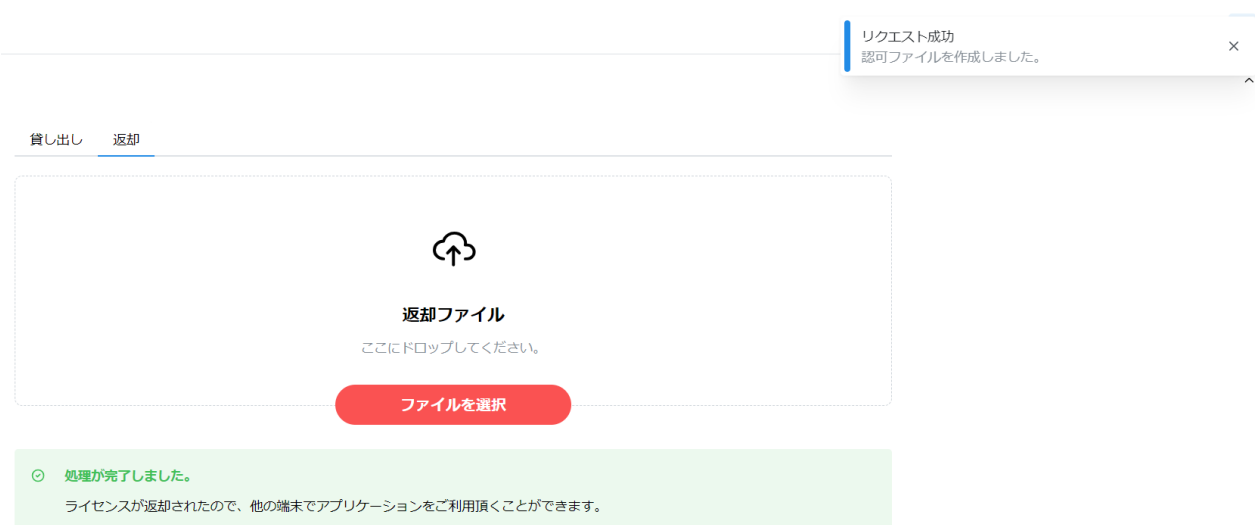 リクエスト成功
認可ファイルを作成しました。
貸し出し 返却
返却ファイル
ここにドロップしてください。
ファイルを選択
処理が完了しました。
ライセンスが返却されたので、他の端末でアプリケーションをご利用頂くことができます。